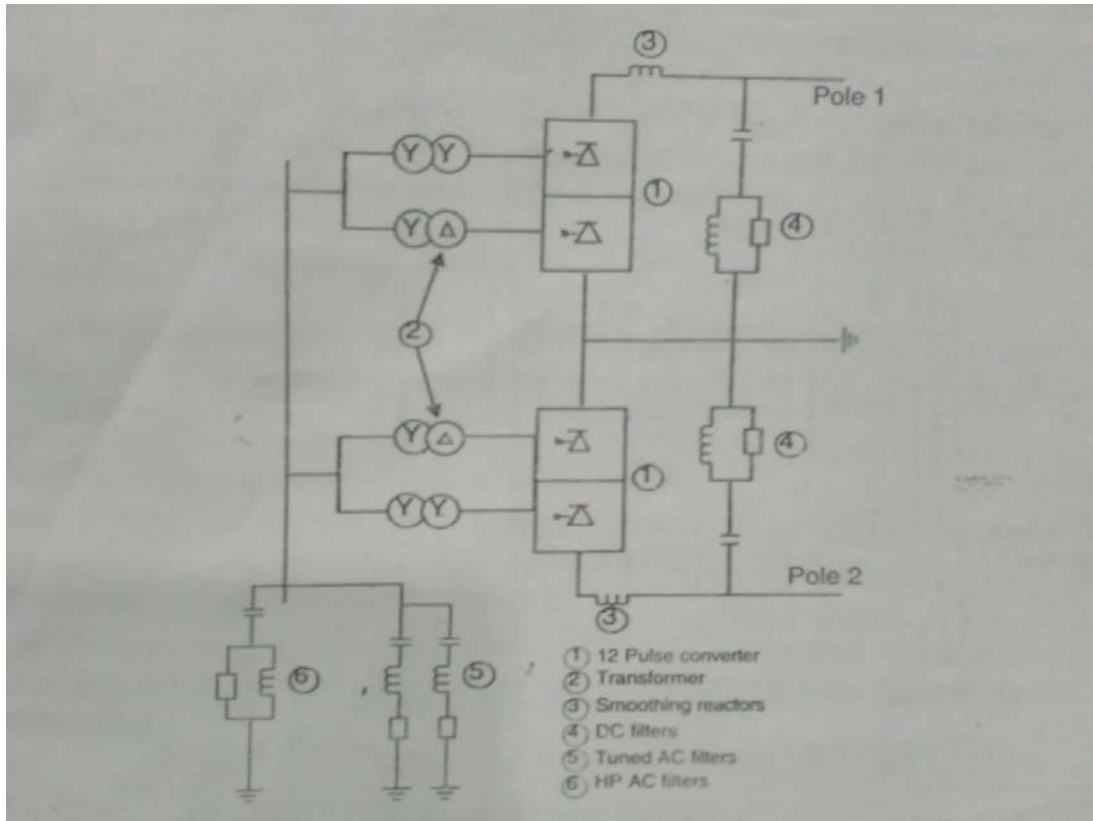 ③
Pole 1
Y Y
①
Y Δ
④
②
Y Δ
④
①
Y Y
Pole 2
③
⑥
⑤
① 12 Pulse converter
② Transformer
③ Smoothing reactors
④ DC filters
⑤ Tuned AC filters
⑥ HP AC filters